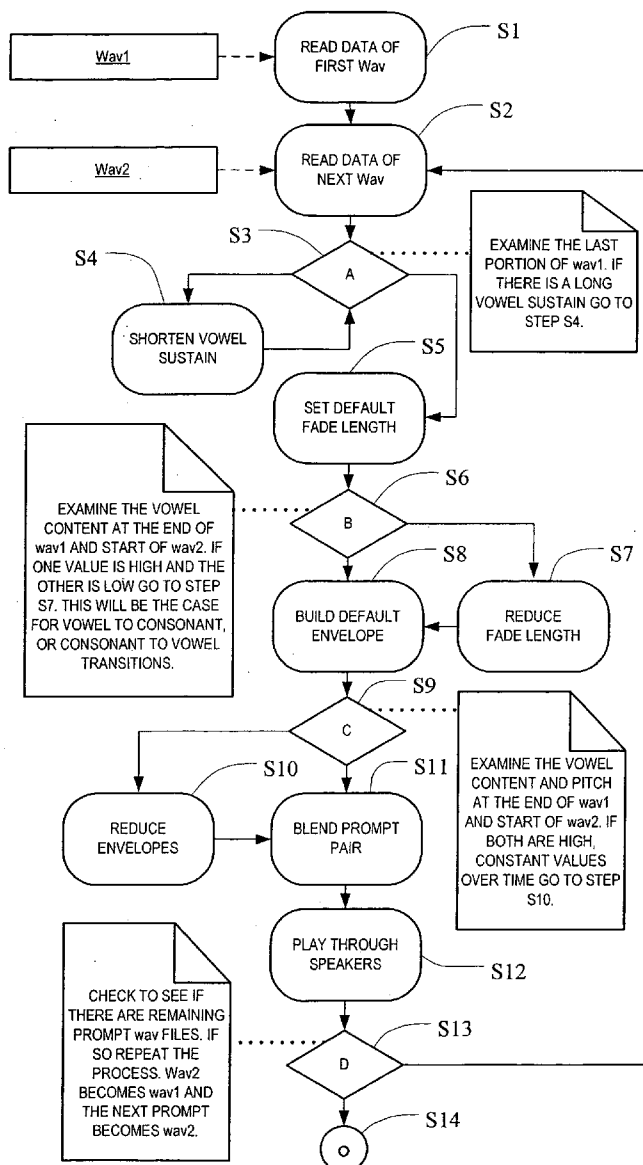 S1
READ DATA OF
FIRST Wav
Wav1
S2
READ DATA OF
NEXT Wav
Wav2
S3
A
EXAMINE THE LAST
PORTION OF wav1. IF
THERE IS A LONG
VOWEL SUSTAIN GO TO
STEP S4.
S4
SHORTEN VOWEL
SUSTAIN
S5
SET DEFAULT
FADE LENGTH
S6
B
EXAMINE THE VOWEL
CONTENT AT THE END OF
wav1 AND START OF wav2. IF
ONE VALUE IS HIGH AND THE
OTHER IS LOW GO TO STEP
S7. THIS WILL BE THE CASE
FOR VOWEL TO CONSONANT,
OR CONSONANT TO VOWEL
TRANSITIONS.
S8
BUILD DEFAULT
ENVELOPE
S7
REDUCE
FADE LENGTH
S9
C
EXAMINE THE VOWEL
CONTENT AND PITCH
AT THE END OF wav1
AND START OF wav2. IF
BOTH ARE HIGH,
CONSTANT VALUES
OVER TIME GO TO STEP
S10.
S10
REDUCE
ENVELOPES
S11
BLEND PROMPT
PAIR
PLAY THROUGH
SPEAKERS
S12
CHECK TO SEE IF
THERE ARE REMAINING
PROMPT wav FILES. IF
SO REPEAT THE
PROCESS. Wav2
BECOMES wav1 AND
THE NEXT PROMPT
BECOMES wav2.
S13
D
S14
O